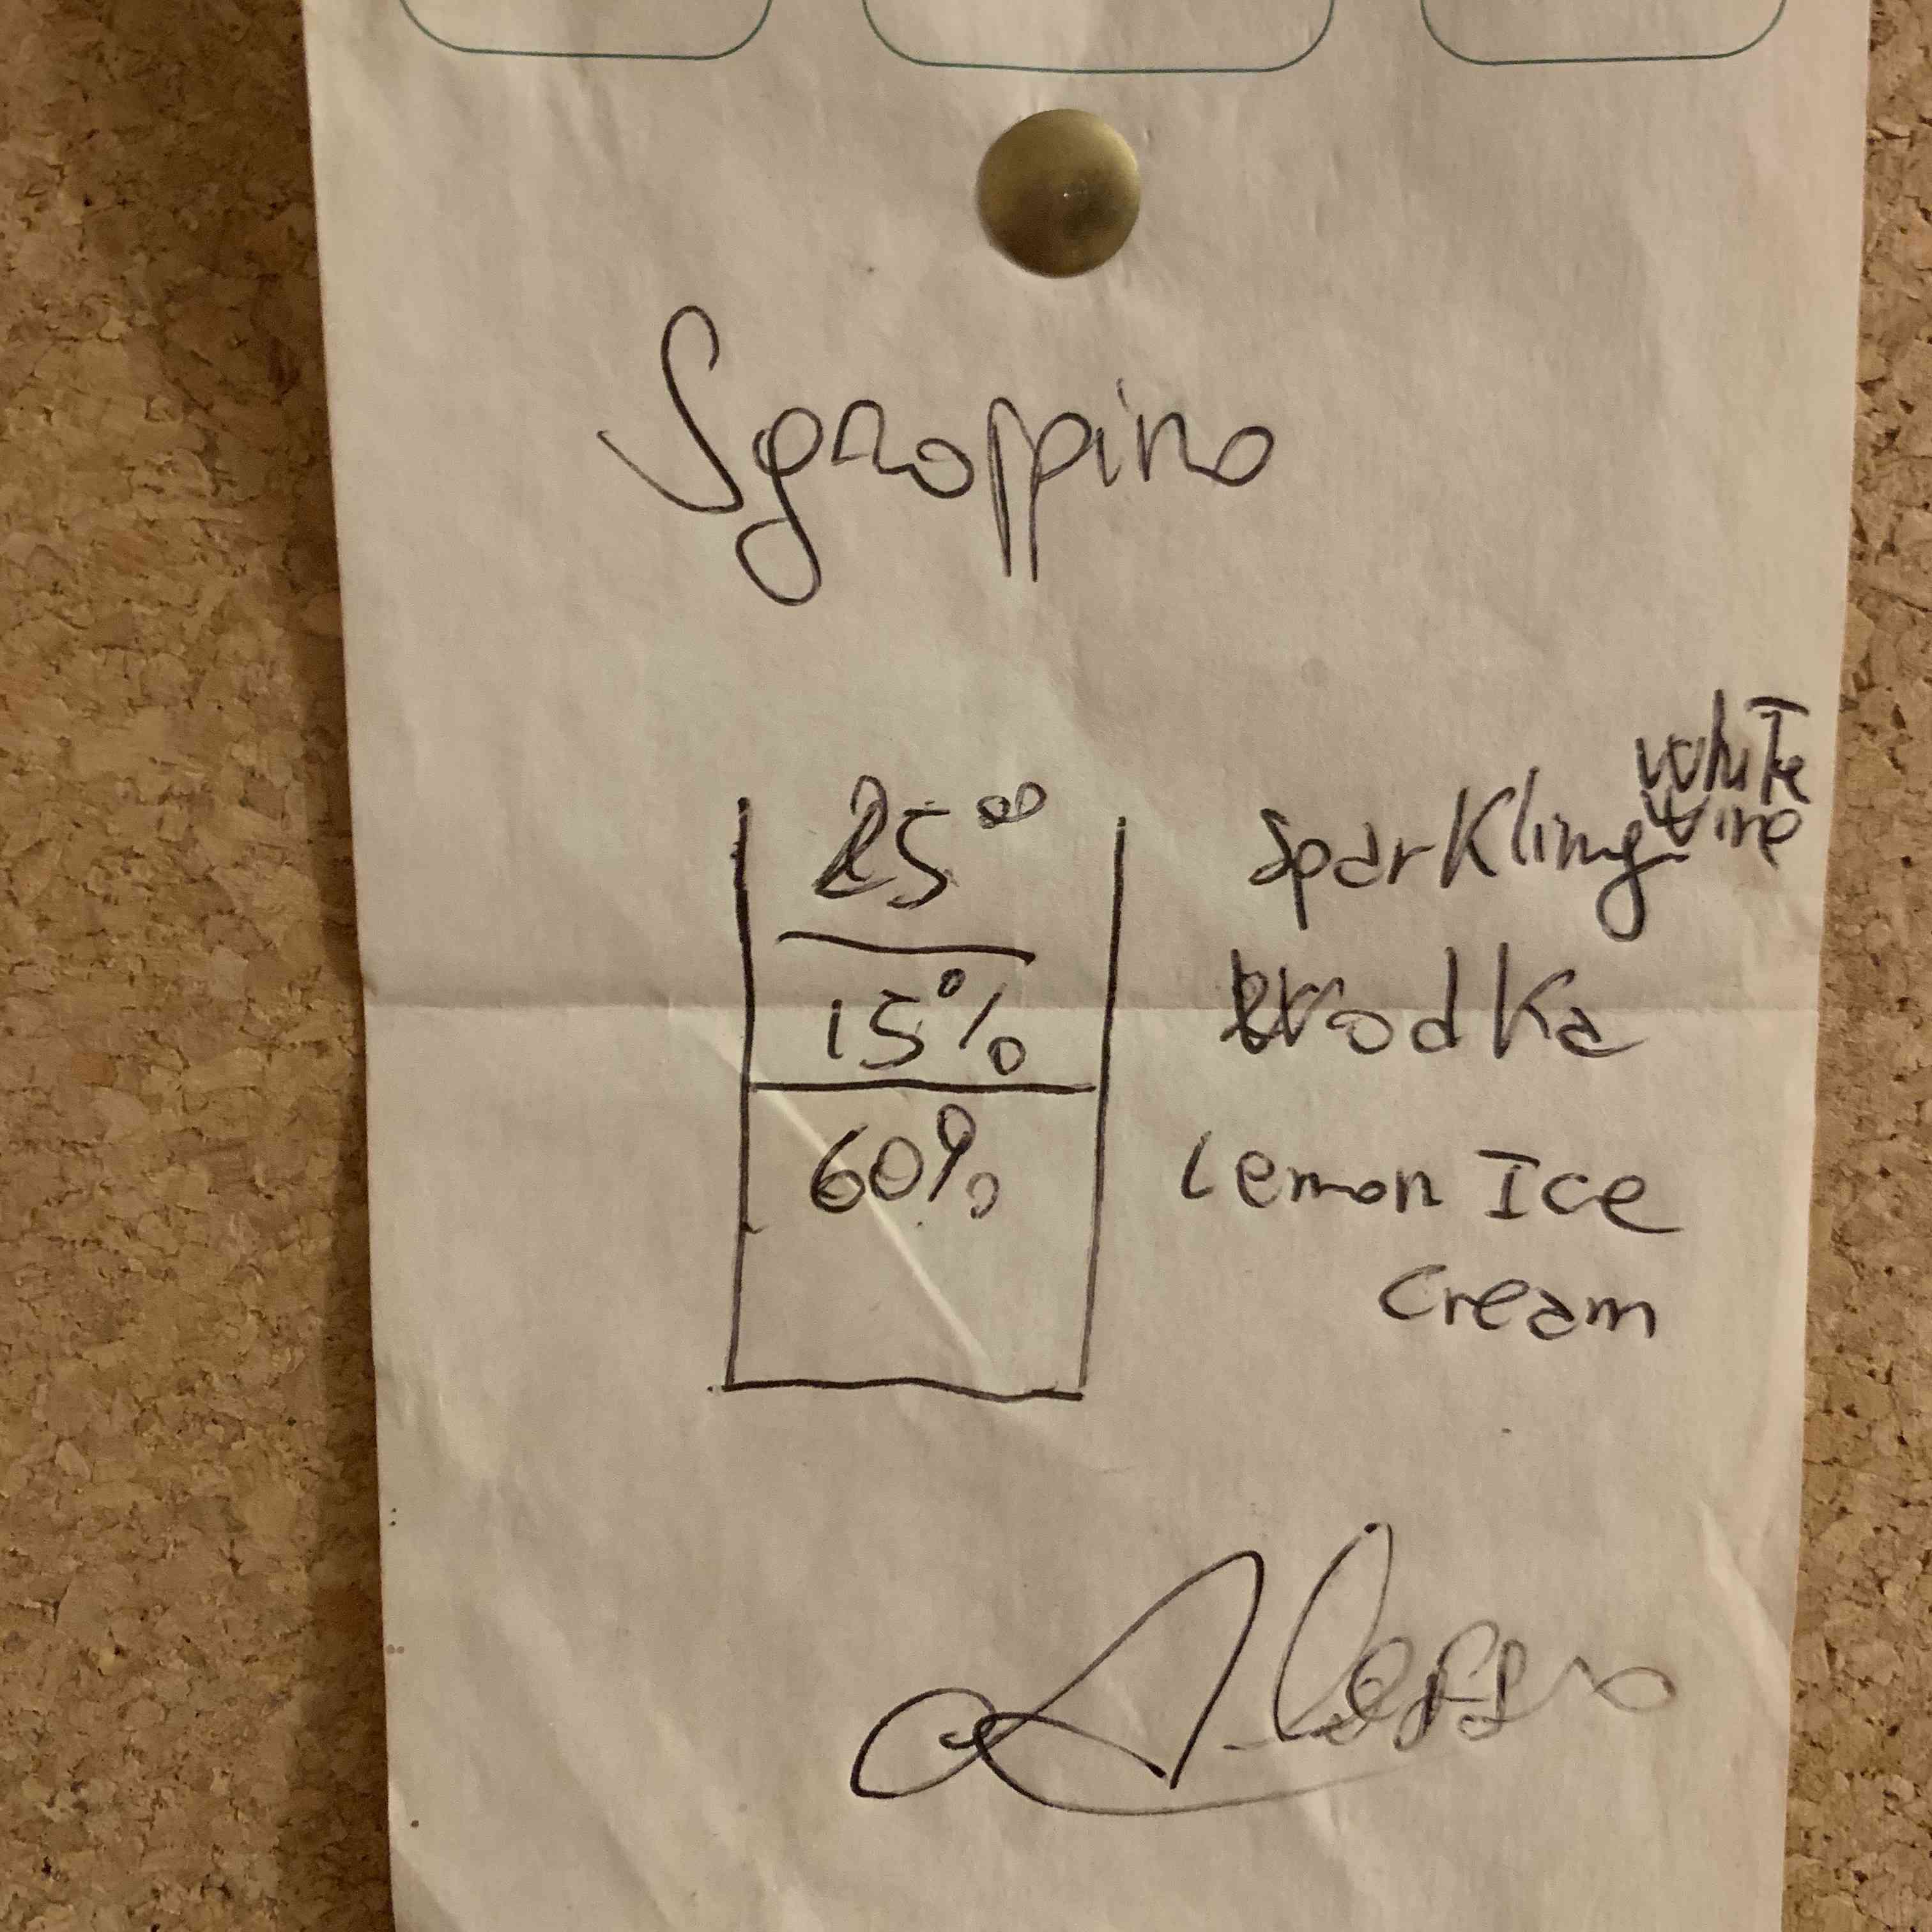 Sgroppino
25% Sparkling White Wine
15% Vodka
60% Lemon Ice
Cream